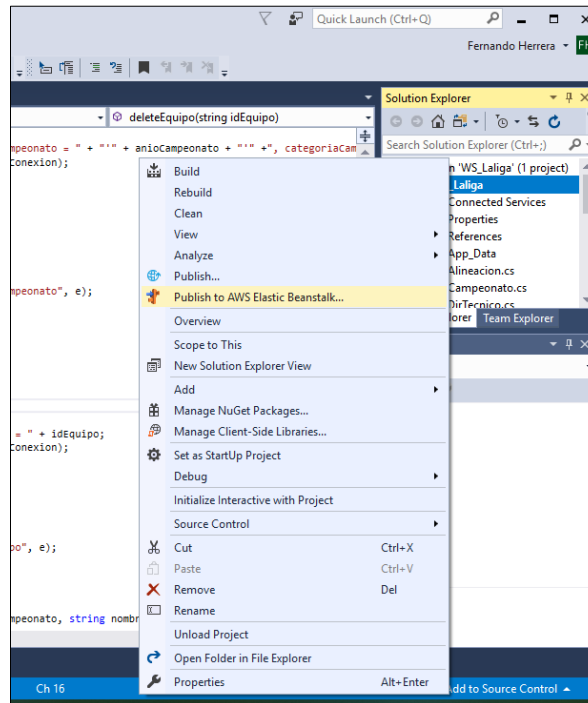 Quick Launch (Ctrl+Q)
Fernando Herrera
FH
deleteEquipo(string idEquipo)
Solution Explorer
Search Solution Explorer (Ctrl+;)
mpeonato = " + "'" + anioCampeonato + "'" +", categoriaCam
Conexion);
n 'WS_Laliga' (1 project)
_Laliga
Connected Services
Properties
References
App_Data
Alineacion.cs
Campeonato.cs
DirTecnico.cs
lorer
Team Explorer
mpeonato", e);
= " + idEquipo;
Conexion);
po", e);
mpeonato, string nombr
Build
Rebuild
Clean
View
Analyze
Publish...
Publish to AWS Elastic Beanstalk...
Overview
Scope to This
New Solution Explorer View
Add
Manage NuGet Packages...
Manage Client-Side Libraries...
Set as StartUp Project
Debug
Initialize Interactive with Project
Source Control
Cut Ctrl+X
Paste Ctrl+V
Remove Del
Rename
Unload Project
Open Folder in File Explorer
Properties Alt+Enter
Ch 16
Add to Source Control